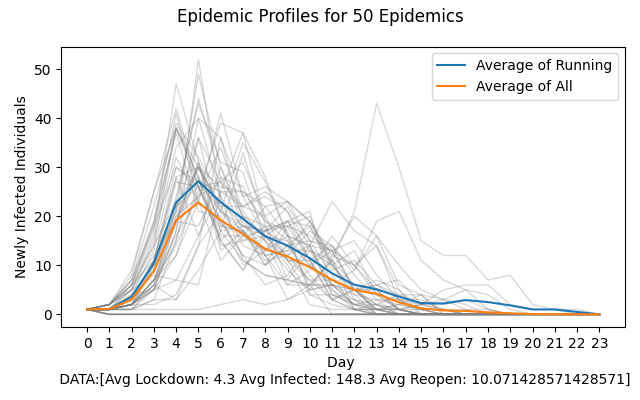 Epidemic Profiles for 50 Epidemics
Newly Infected Individuals
50
40
30
20
10
0
Average of Running
Average of All
0 1 2 3 4 5 6 7 8 9 10 11 12 13 14 15 16 17 18 19 20 21 22 23
Day
DATA:[Avg Lockdown: 4.3 Avg Infected: 148.3 Avg Reopen: 10.071428571428571]